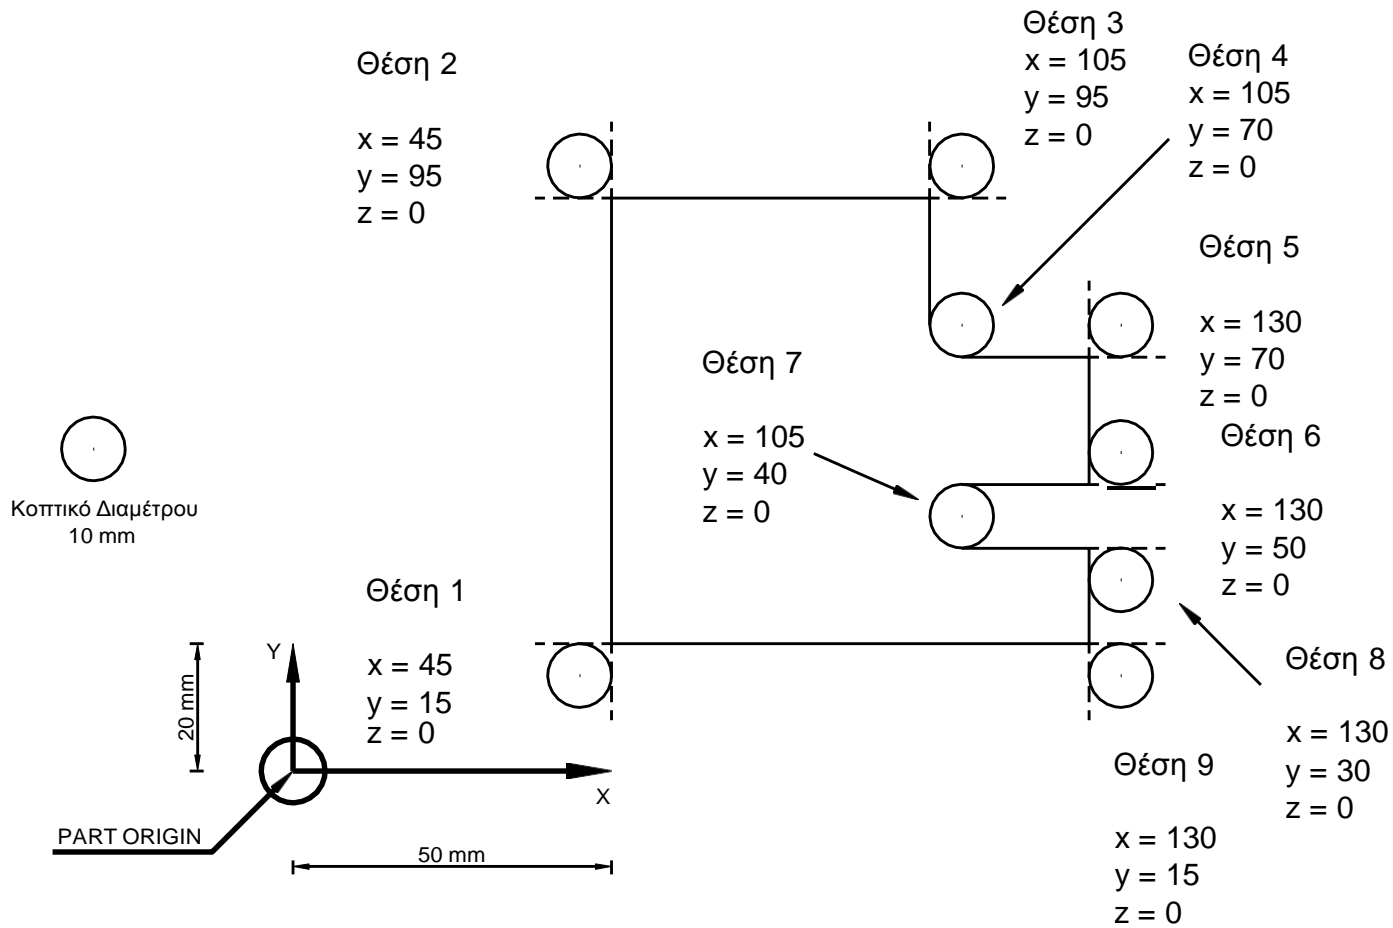 Θέση 2
x = 45
y = 95
z = 0
Θέση 3
x = 105
y = 95
z = 0
Θέση 4
x = 105
y = 70
z = 0
Θέση 5
x = 130
y = 70
z = 0
Θέση 7
x = 105
y = 40
z = 0
Θέση 6
x = 130
y = 50
z = 0
Κοπτικό Διαμέτρου
10 mm
Θέση 1
x = 45
y = 15
z = 0
Θέση 8
x = 130
y = 30
z = 0
Θέση 9
x = 130
y = 15
z = 0
Y
20 mm
X
PART ORIGIN
50 mm